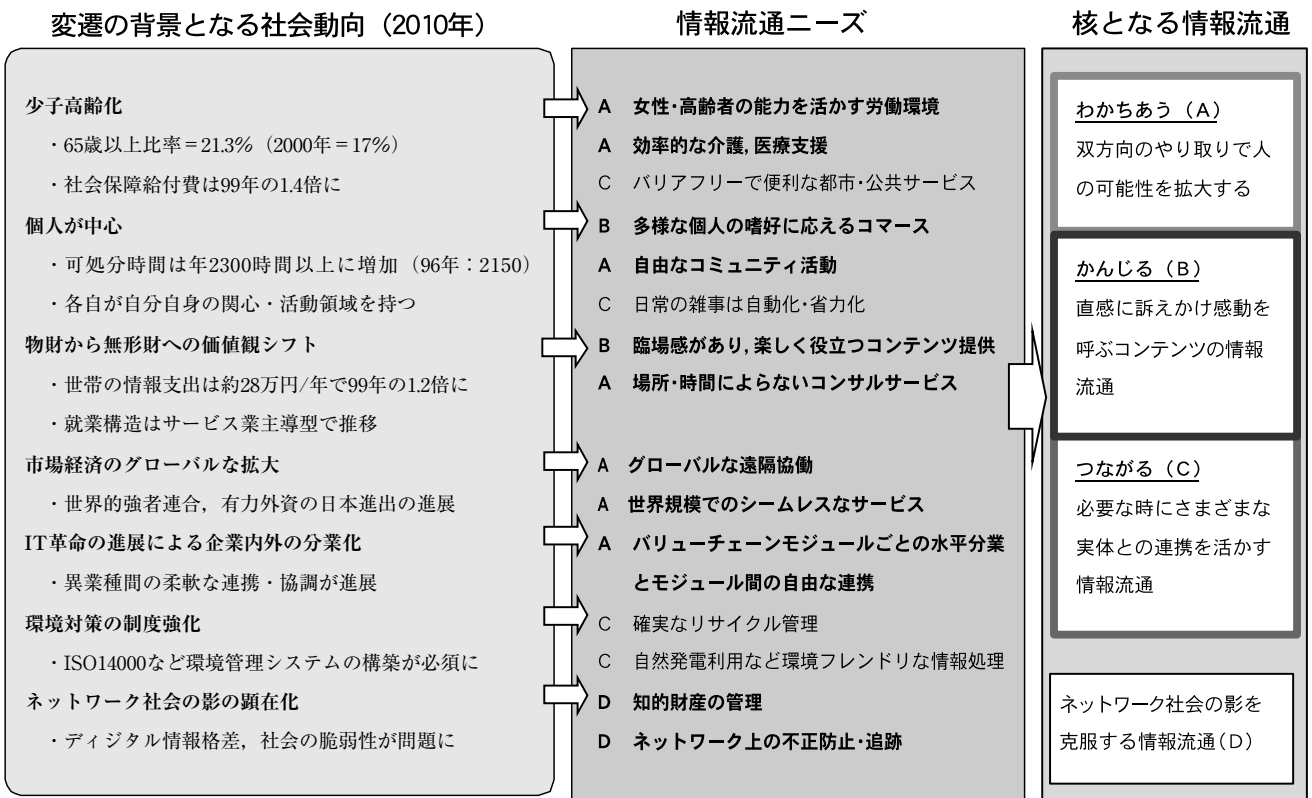 変遷の背景となる社会動向（2010年）
少子高齢化
・65歳以上比率＝21.3%（2000年＝17%）
・社会保障給付費は99年の1.4倍に
個人が中心
・可処分時間は年2300時間以上に増加（96年：2150）
・各自が自分自身の関心・活動領域を持つ
物財から無形財への価値観シフト
・世帯の情報支出は約28万円/年で99年の1.2倍に
・就業構造はサービス業主導型で推移
市場経済のグローバルな拡大
・世界的強者連合，有力外資の日本進出の進展
IT革命の進展による企業内外の分業化
・異業種間の柔軟な連携・協調が進展
環境対策の制度強化
・ISO14000など環境管理システムの構築が必須に
ネットワーク社会の影の顕在化
・ディジタル情報格差，社会の脆弱性が問題に
情報流通ニーズ
A 女性・高齢者の能力を活かす労働環境
A 効率的な介護，医療支援
C バリアフリーで便利な都市・公共サービス
B 多様な個人の嗜好に応えるコマース
A 自由なコミュニティ活動
C 日常の雑事は自動化・省力化
B 臨場感があり，楽しく役立つコンテンツ提供
A 場所・時間によらないコンサルサービス
A グローバルな遠隔協働
A 世界規模でのシームレスなサービス
A バリューチェーンモジュールごとの水平分業
とモジュール間の自由な連携
C 確実なリサイクル管理
C 自然発電利用など環境フレンドリな情報処理
D 知的財産の管理
D ネットワーク上の不正防止・追跡
核となる情報流通
わかちあう（A）
双方向のやり取りで人
の可能性を拡大する
かんじる（B）
直感に訴えかけ感動を
呼ぶコンテンツの情報
流通
つながる（C）
必要な時にさまざまな
実体との連携を活かす
情報流通
ネットワーク社会の影を
克服する情報流通（D）